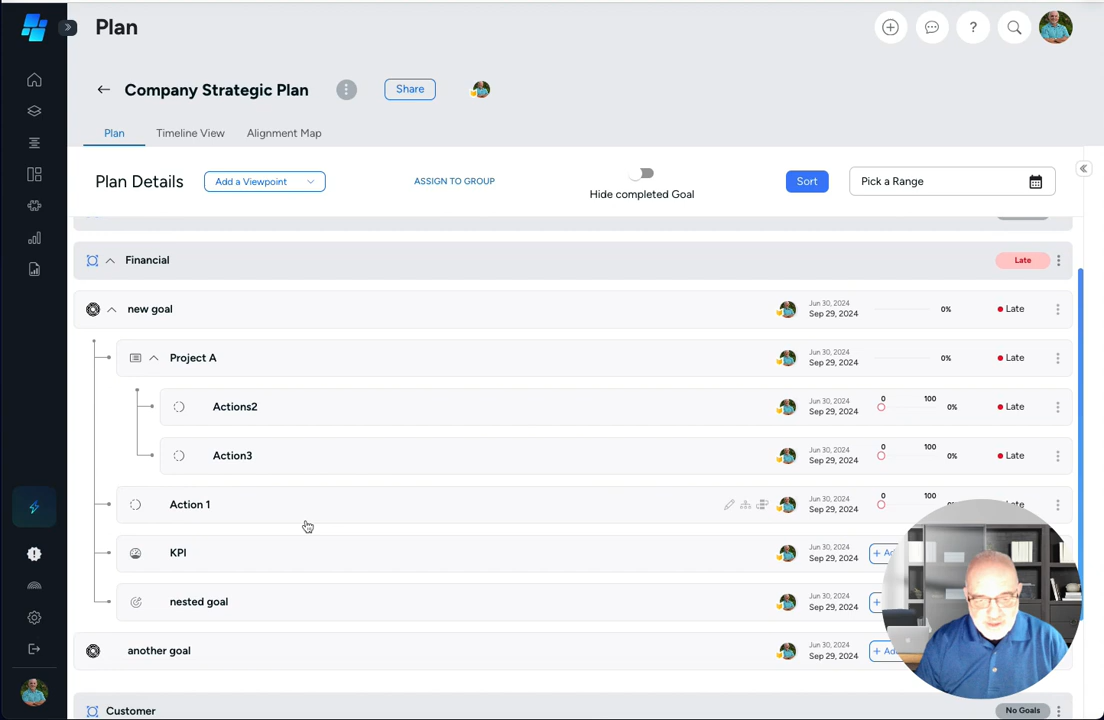 Plan
?
Company Strategic Plan
Share
Plan Timeline View Alignment Map
Plan Details
Add a Viewpoint
ASSIGN TO GROUP
Hide completed Goal
Sort
Pick a Range
Financial
Late
new goal
Jun 30, 2024
Sep 29, 2024
0%
Late
Project A
Jun 30, 2024
Sep 29, 2024
0%
Late
Actions2
Jun 30, 2024
Sep 29, 2024
0 100
0%
Late
Action3
Jun 30, 2024
Sep 29, 2024
0 100
0%
Late
Action 1
Jun 30, 2024
Sep 29, 2024
0 100
KPI
Jun 30, 2024
Sep 29, 2024
+
nested goal
Jun 30, 2024
Sep 29, 2024
+
another goal
Jun 30, 2024
Sep 29, 2024
+
Customer
No Goals